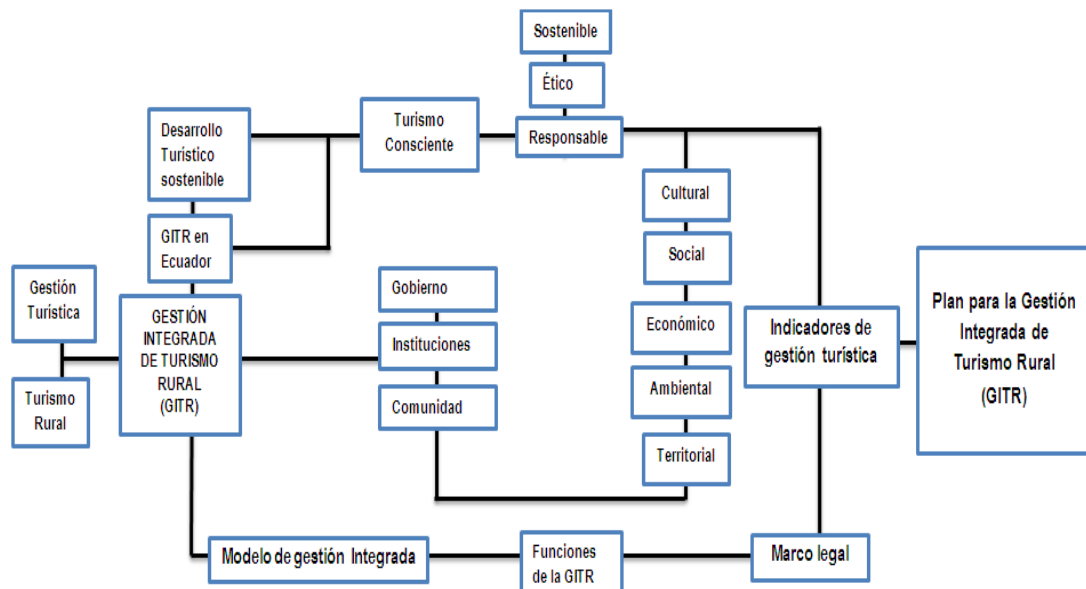 Sostenible
Ético
Responsable
Turismo
Consciente
Desarrollo
Turístico
sostenible
GITR en
Ecuador
Gestión
Turística
Turismo
Rural
GESTIÓN
INTEGRADA
DE TURISMO
RURAL
(GITR)
Gobierno
Instituciones
Comunidad
Cultural
Social
Económico
Ambiental
Territorial
Indicadores de
gestión turística
Plan para la Gestión
Integrada de
Turismo Rural
(GITR)
Modelo de gestión Integrada
Funciones
de la GITR
Marco legal